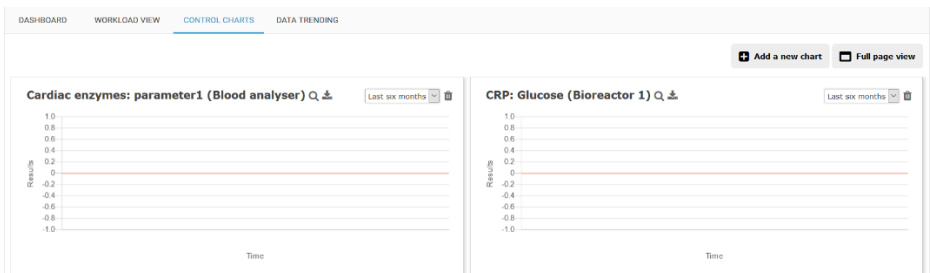 DASHBOARD WORKLOAD VIEW CONTROL CHARTS DATA TRENDING
Add a new chart Full page view
Cardiac enzymes: parameter1 (Blood analyser) Last six months
1.0
0.8
0.6
0.4
0.2
0
-0.2
-0.4
-0.6
-0.8
-1.0
Results
Time
CRP: Glucose (Bioreactor 1) Last six months
1.0
0.8
0.6
0.4
0.2
0
-0.2
-0.4
-0.6
-0.8
-1.0
Results
Time